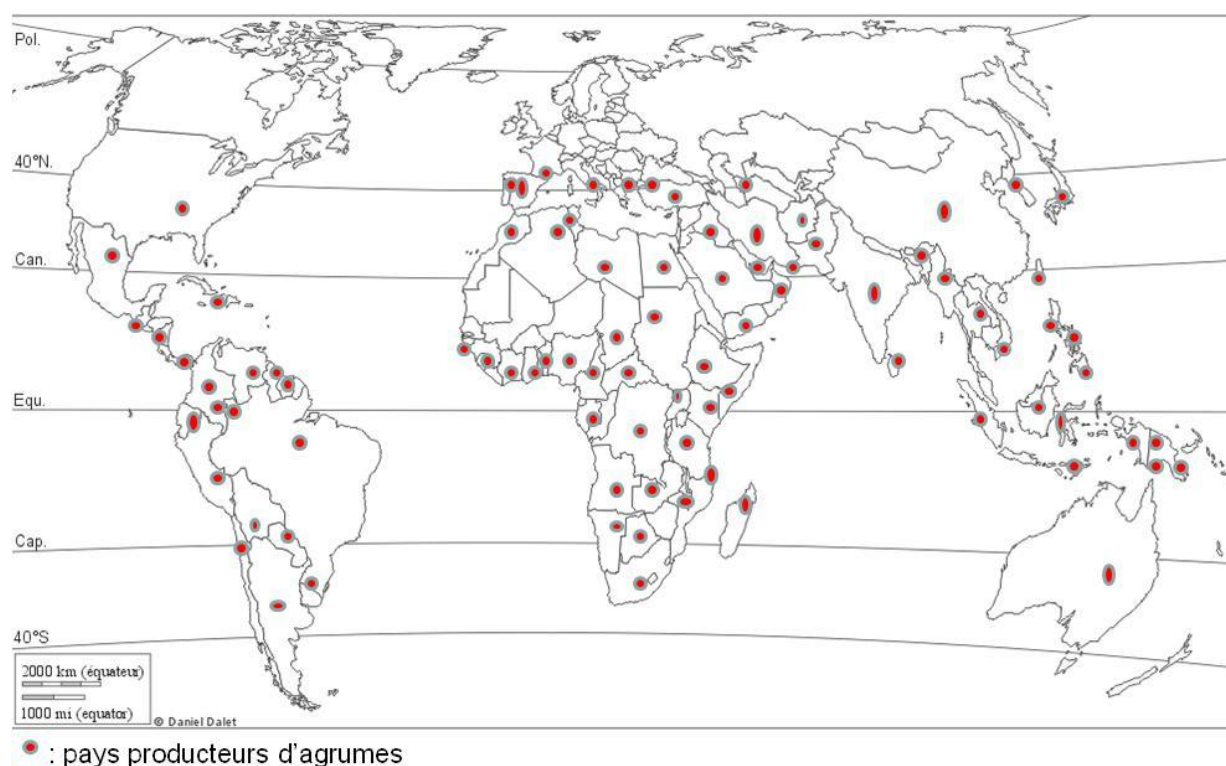 Pol.
40°N.
Can.
Equ.
Cap.
40°S
2000 km (équateur)
1000 mi (equator)
© Daniel Dalet
: pays producteurs d'agrumes